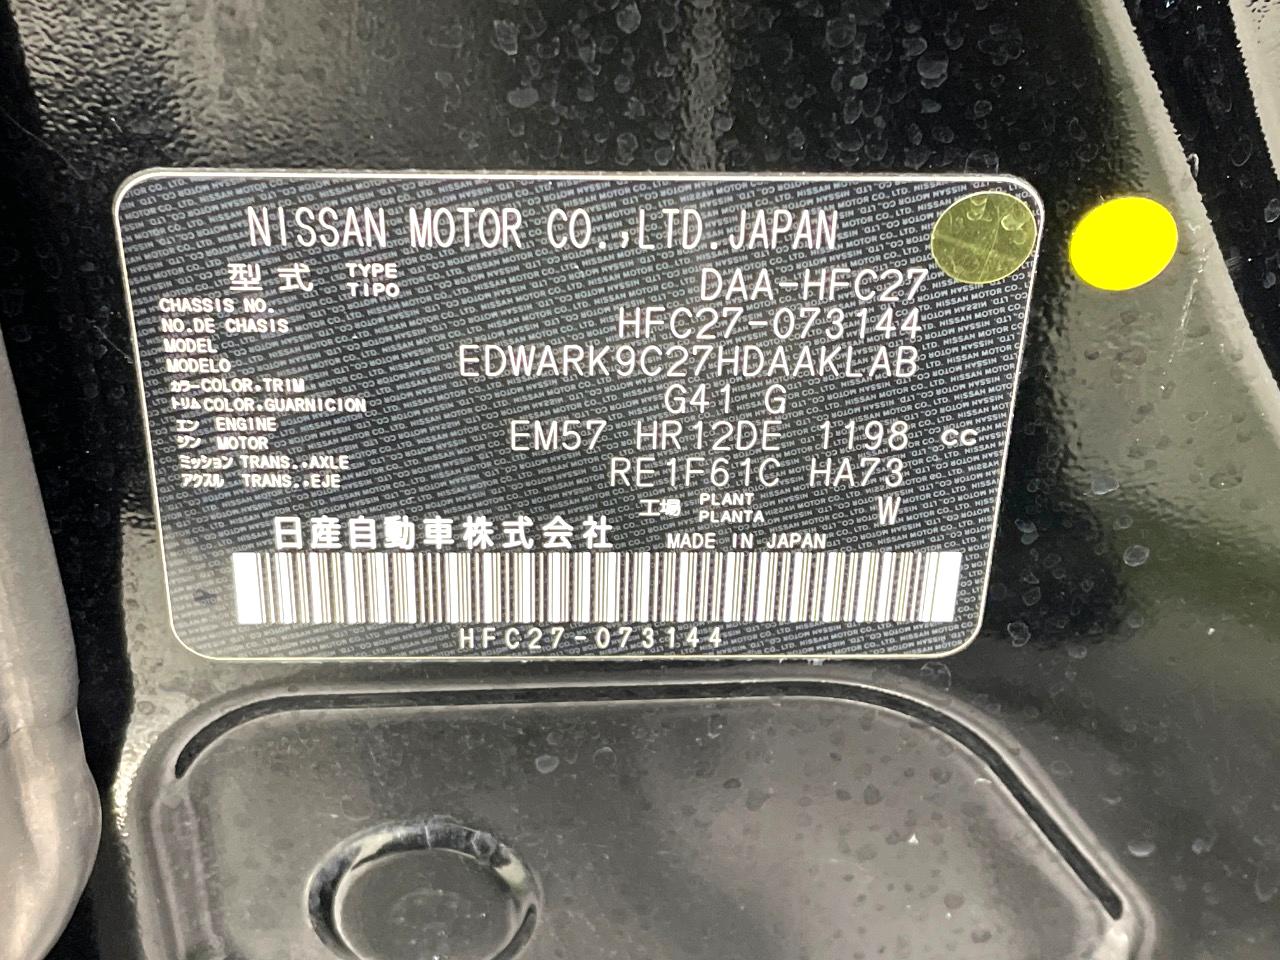 NISSAN MOTOR CO.,LTD.JAPAN
型式 TYPE TIPO DAA-HFC27
CHASSIS NO. NO.DE CHASIS HFC27-073144
MODEL MODELO EDWARK9C27HDAAKLAB
カラー COLOR.TRIM トリム COLOR.GUARNICION G41 G
エンジン ENGINE MOTOR EM57 HR12DE 1198 cc
ミッション TRANS..AXLE アクスル TRANS..EJE RE1F61C HA73
工場 PLANT PLANTA W
日産自動車株式会社 MADE IN JAPAN
HFC27-073144